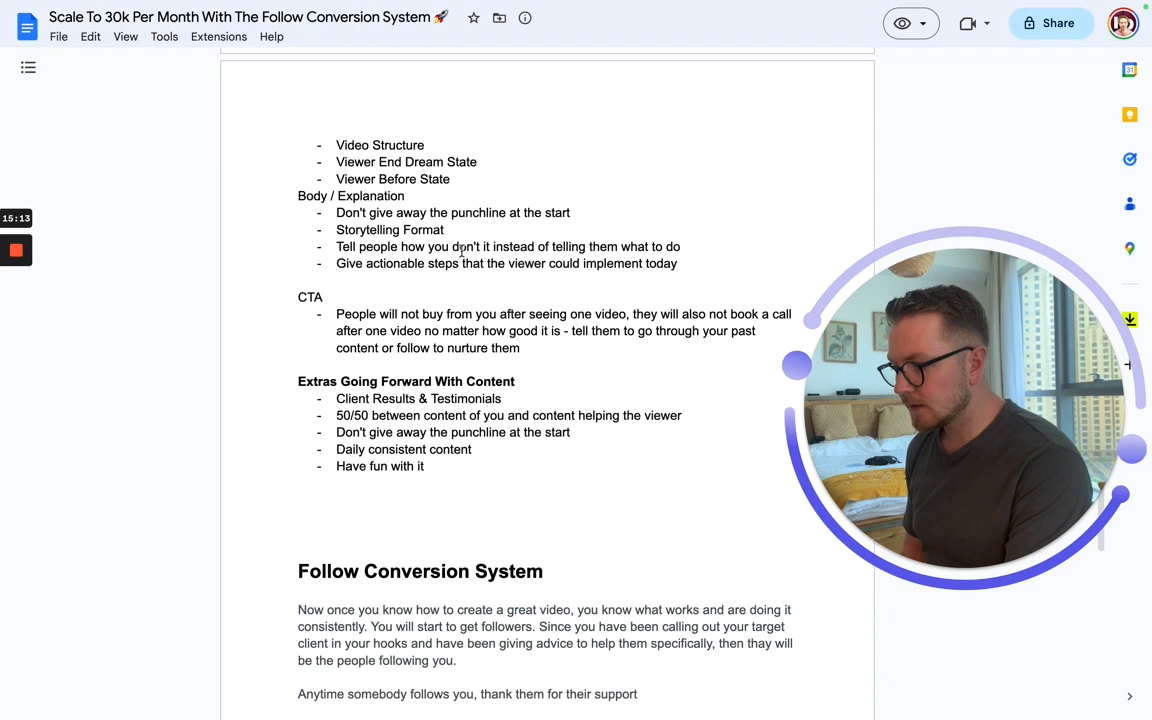 Scale To 30k Per Month With The Follow Conversion System 🚀
File Edit View Tools Extensions Help
Share
31
15:13
- Video Structure
- Viewer End Dream State
- Viewer Before State
Body / Explanation
- Don't give away the punchline at the start
- Storytelling Format
- Tell people how you don't it instead of telling them what to do
- Give actionable steps that the viewer could implement today
CTA
- People will not buy from you after seeing one video, they will also not book a call
after one video no matter how good it is - tell them to go through your past
content or follow to nurture them
Extras Going Forward With Content
- Client Results & Testimonials
- 50/50 between content of you and content helping the viewer
- Don't give away the punchline at the start
- Daily consistent content
- Have fun with it
Follow Conversion System
Now once you know how to create a great video, you know what works and are doing it
consistently. You will start to get followers. Since you have been calling out your target
client in your hooks and have been giving advice to help them specifically, then thay will
be the people following you.
Anytime somebody follows you, thank them for their support